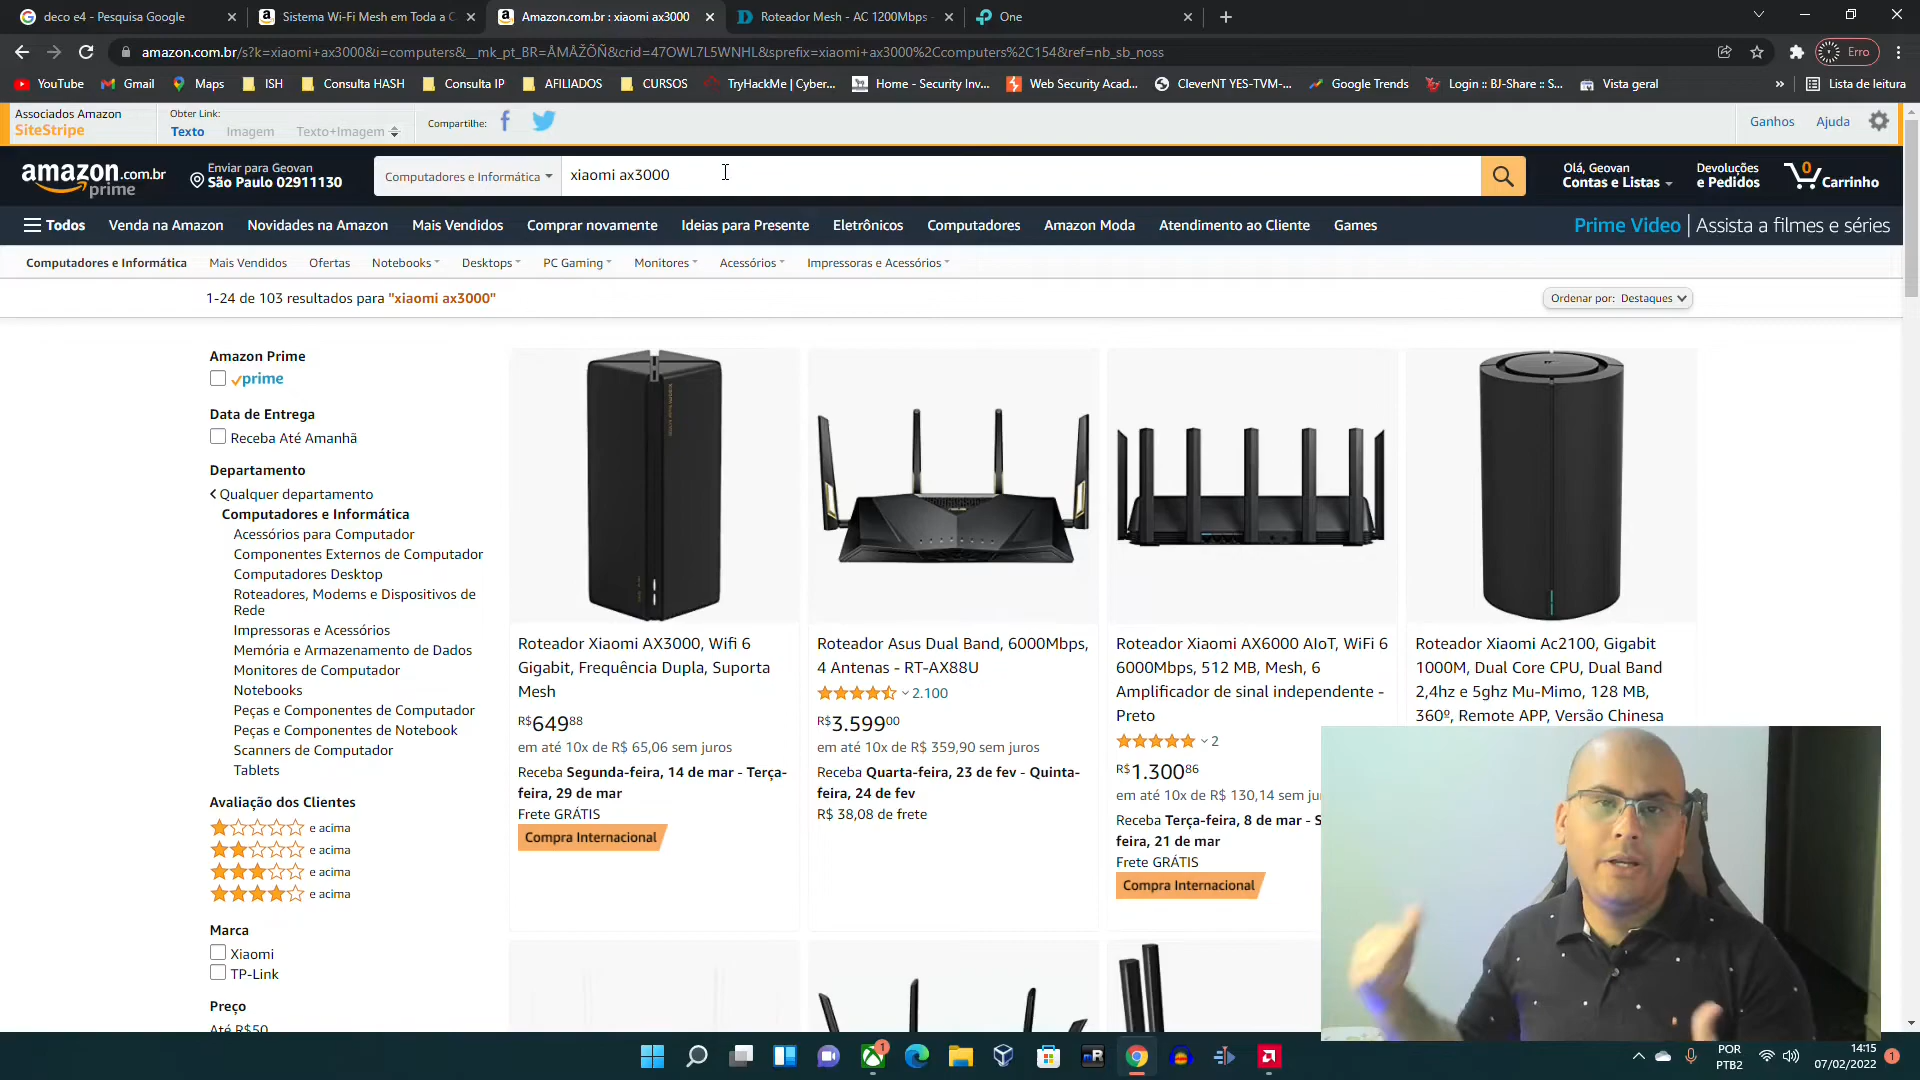 deco e4 - Pesquisa Google
Sistema Wi-Fi Mesh em Toda a C
Amazon.com.br : xiaomi ax3000
Roteador Mesh - AC 1200Mbps -
One
amazon.com.br/s?k=xiaomi+ax3000&i=computers&__mk_pt_BR=ÅMÅŽÕÑ&crid=47OWL7L5WNHL&sprefix=xiaomi+ax3000%2Ccomputers%2C154&ref=nb_sb_noss
Erro
YouTube Gmail Maps ISH Consulta HASH Consulta IP AFILIADOS CURSOS TryHackMe | Cyber... Home - Security Inv... Web Security Acad... CleverNT YES-TVM-... Google Trends Login :: BJ-Share :: S... Vista geral » Lista de leitura
Associados Amazon
SiteStripe
Obter Link:
Texto Imagem Texto+Imagem
Compartilhe:
Ganhos Ajuda
amazon.com.br
prime
Enviar para Geovan
São Paulo 02911130
Computadores e Informática
xiaomi ax3000
Olá, Geovan
Contas e Listas
Devoluções
e Pedidos
0
Carrinho
Todos Venda na Amazon Novidades na Amazon Mais Vendidos Comprar novamente Ideias para Presente Eletrônicos Computadores Amazon Moda Atendimento ao Cliente Games
Prime Video | Assista a filmes e séries
Computadores e Informática Mais Vendidos Ofertas Notebooks Desktops PC Gaming Monitores Acessórios Impressoras e Acessórios
1-24 de 103 resultados para "xiaomi ax3000"
Ordenar por: Destaques
Amazon Prime
prime
Data de Entrega
Receba Até Amanhã
Departamento
Qualquer departamento
Computadores e Informática
Acessórios para Computador
Componentes Externos de Computador
Computadores Desktop
Roteadores, Modems e Dispositivos de
Rede
Impressoras e Acessórios
Memória e Armazenamento de Dados
Monitores de Computador
Notebooks
Peças e Componentes de Computador
Peças e Componentes de Notebook
Scanners de Computador
Tablets
Avaliação dos Clientes
e acima
e acima
e acima
e acima
Marca
Xiaomi
TP-Link
Preço
Até R$50
Roteador Xiaomi AX3000, Wifi 6
Gigabit, Frequência Dupla, Suporta
Mesh
R$649 88
em até 10x de R$ 65,06 sem juros
Receba Segunda-feira, 14 de mar - Terça-
feira, 29 de mar
Frete GRÁTIS
Compra Internacional
Roteador Asus Dual Band, 6000Mbps,
4 Antenas - RT-AX88U
2.100
R$3.599 00
em até 10x de R$ 359,90 sem juros
Receba Quarta-feira, 23 de fev - Quinta-
feira, 24 de fev
R$ 38,08 de frete
Roteador Xiaomi AX6000 AIoT, WiFi 6
6000Mbps, 512 MB, Mesh, 6
Amplificador de sinal independente -
Preto
2
R$1.300 86
em até 10x de R$ 130,14 sem ju
Receba Terça-feira, 8 de mar - S
feira, 21 de mar
Frete GRÁTIS
Compra Internacional
Roteador Xiaomi Ac2100, Gigabit
1000M, Dual Core CPU, Dual Band
2,4hz e 5ghz Mu-Mimo, 128 MB,
360º, Remote APP, Versão Chinesa
1
POR
PTB2
14:15
07/02/2022
1